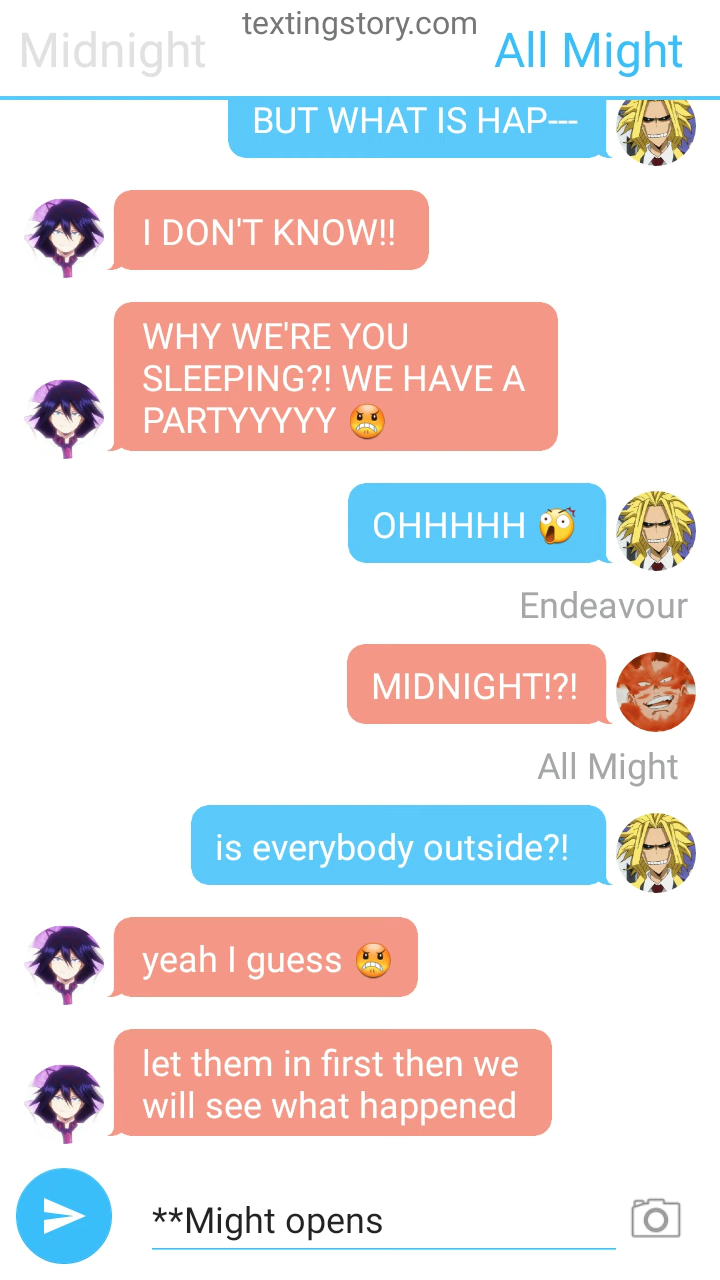 textingstory.com
Midnight
All Might
BUT WHAT IS HAP---
I DON'T KNOW!!
WHY WE'RE YOU
SLEEPING?! WE HAVE A
PARTYYYYY 😠
OHHHHH 😲
Endeavour
MIDNIGHT!?!
All Might
is everybody outside?!
yeah I guess 😠
let them in first then we
will see what happened
**Might opens